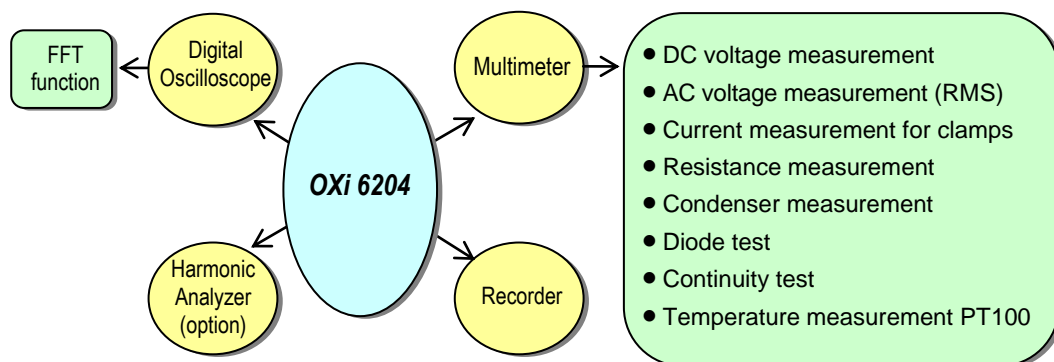 FFT
function
Digital
Oscilloscope
Multimeter
● DC voltage measurement
● AC voltage measurement (RMS)
● Current measurement for clamps
● Resistance measurement
● Condenser measurement
● Diode test
● Continuity test
● Temperature measurement PT100
OXi 6204
Harmonic
Analyzer
(option)
Recorder